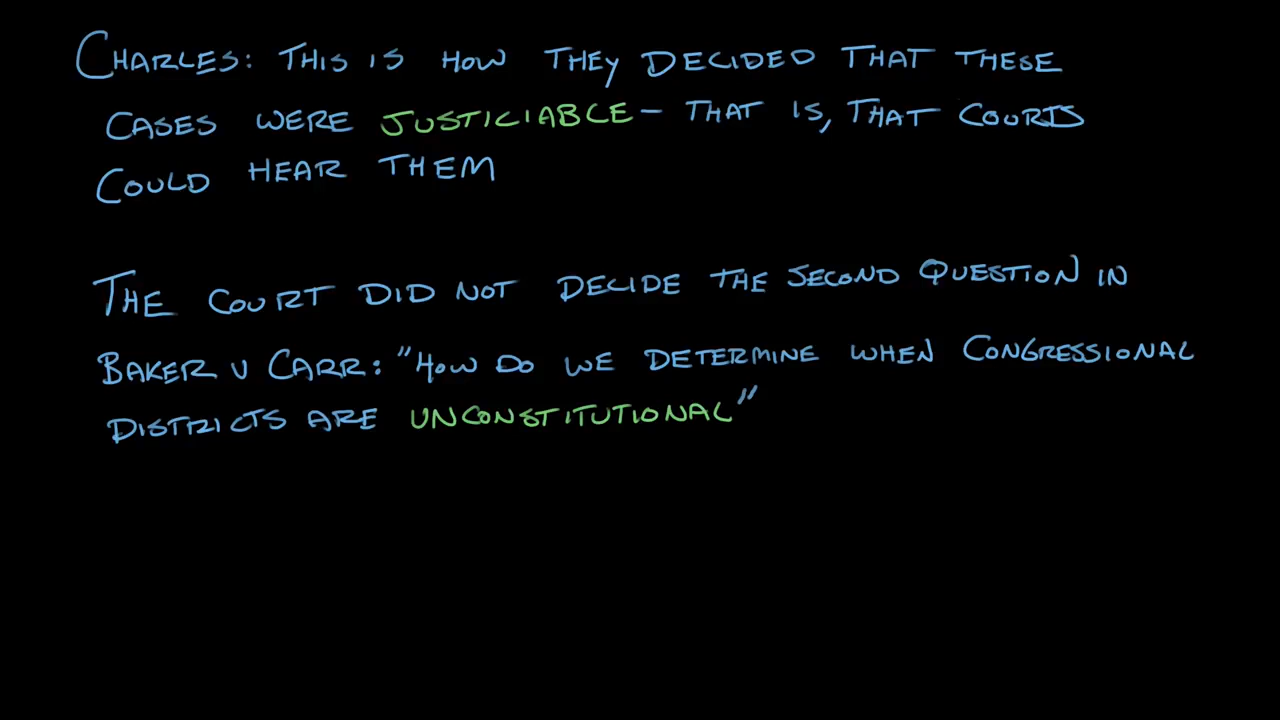 CHARLES: THIS IS HOW THEY DECIDED THAT THESE
CASES WERE JUSTICIABLE - THAT IS, THAT COURTS
COULD HEAR THEM
THE COURT DID NOT DECIDE THE SECOND QUESTION IN
BAKER V CARR: "HOW DO WE DETERMINE WHEN CONGRESSIONAL
DISTRICTS ARE UNCONSTITUTIONAL"